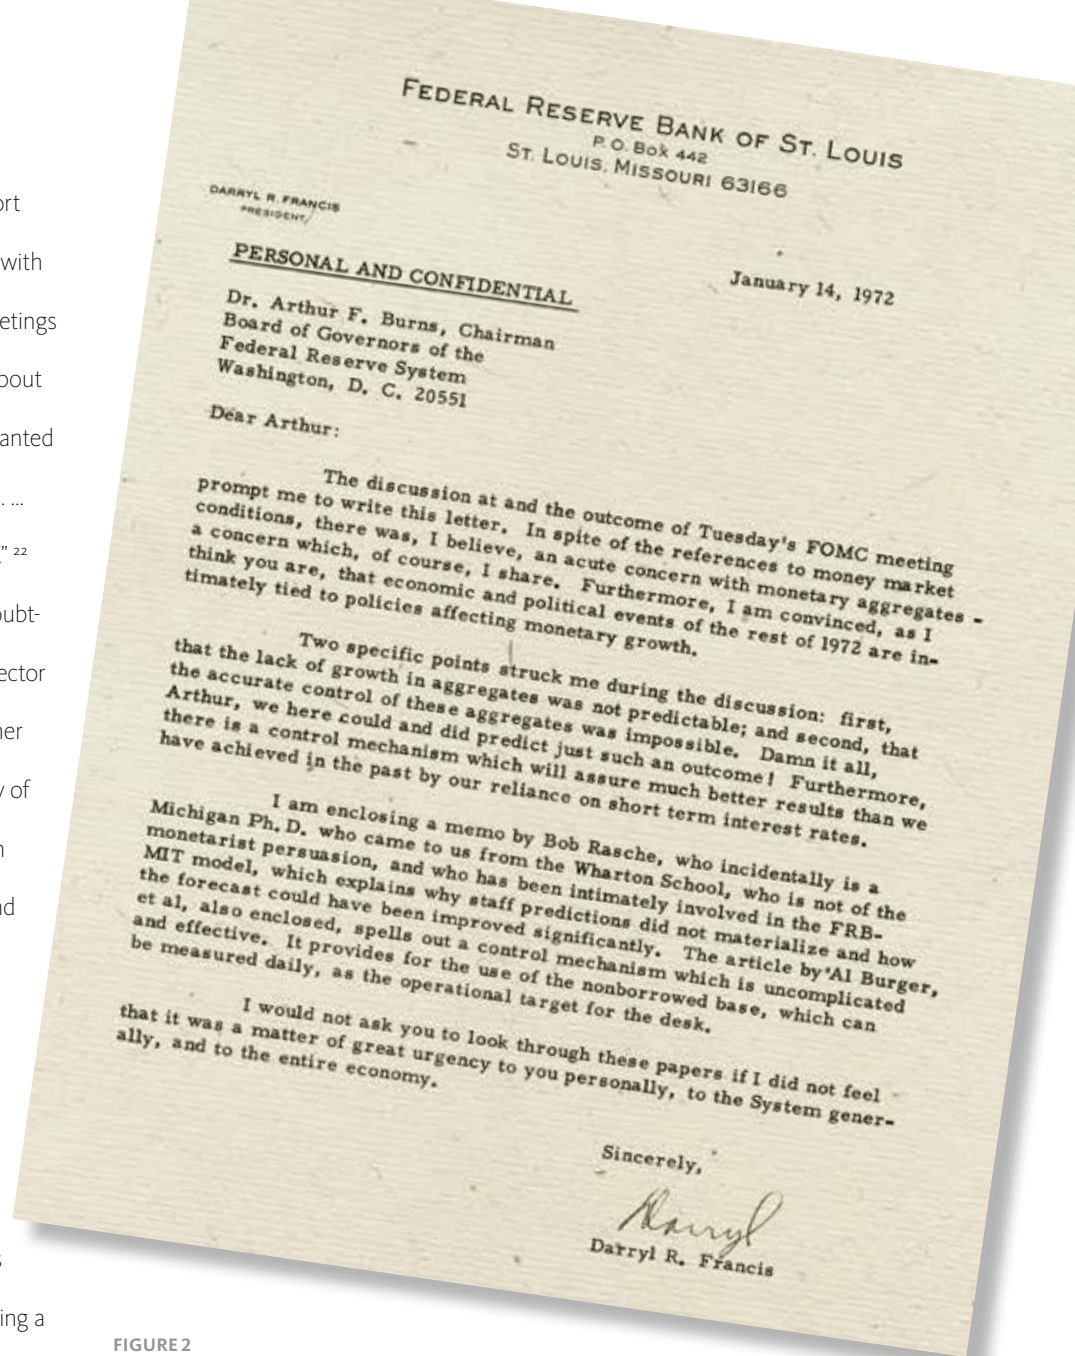 ort
with
etings
bout
anted
. …
” 22
oubt-
ector
ner
y of
n
nd
s
ing a
FEDERAL RESERVE BANK OF ST. LOUIS
P. O. Box 442
ST. LOUIS, MISSOURI 63166
DARRYL R. FRANCIS
PRESIDENT
PERSONAL AND CONFIDENTIAL
January 14, 1972
Dr. Arthur F. Burns, Chairman
Board of Governors of the
Federal Reserve System
Washington, D. C. 20551
Dear Arthur:
The discussion at and the outcome of Tuesday's FOMC meeting
prompt me to write this letter. In spite of the references to money market
conditions, there was, I believe, an acute concern with monetary aggregates -
a concern which, of course, I share. Furthermore, I am convinced, as I
think you are, that economic and political events of the rest of 1972 are in-
timately tied to policies affecting monetary growth.
Two specific points struck me during the discussion: first,
that the lack of growth in aggregates was not predictable; and second, that
the accurate control of these aggregates was impossible. Damn it all,
Arthur, we here could and did predict just such an outcome! Furthermore,
there is a control mechanism which will assure much better results than we
have achieved in the past by our reliance on short term interest rates.
I am enclosing a memo by Bob Rasche, who incidentally is a
Michigan Ph. D. who came to us from the Wharton School, who is not of the
monetarist persuasion, and who has been intimately involved in the FRB-
MIT model, which explains why staff predictions did not materialize and how
the forecast could have been improved significantly. The article by Al Burger,
et al, also enclosed, spells out a control mechanism which is uncomplicated
and effective. It provides for the use of the nonborrowed base, which can
be measured daily, as the operational target for the desk.
I would not ask you to look through these papers if I did not feel
that it was a matter of great urgency to you personally, to the System gener-
ally, and to the entire economy.
Sincerely,
Darryl
Darryl R. Francis
FIGURE 2